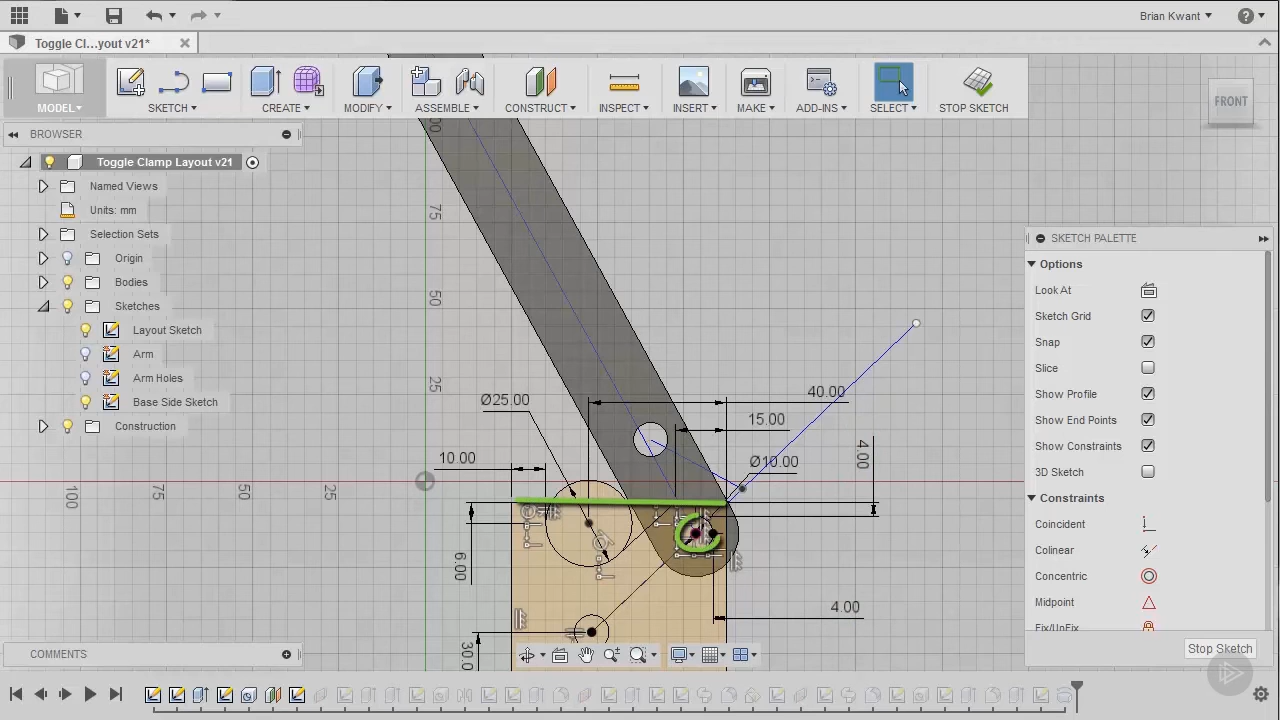 Brian Kwant
Toggle Cl...yout v21*
MODEL
SKETCH
CREATE
MODIFY
ASSEMBLE
CONSTRUCT
INSPECT
INSERT
MAKE
ADD-INS
SELECT
STOP SKETCH
FRONT
BROWSER
Toggle Clamp Layout v21
Named Views
Units: mm
Selection Sets
Origin
Bodies
Sketches
Layout Sketch
Arm
Arm Holes
Base Side Sketch
Construction
75
50
25
100
75
50
25
Ø25.00
40.00
15.00
10.00
Ø10.00
4.00
6.00
4.00
SKETCH PALETTE
Options
Look At
Sketch Grid
Snap
Slice
Show Profile
Show End Points
Show Constraints
3D Sketch
Constraints
Coincident
Colinear
Concentric
Midpoint
Fix/UnFix
Stop Sketch
COMMENTS